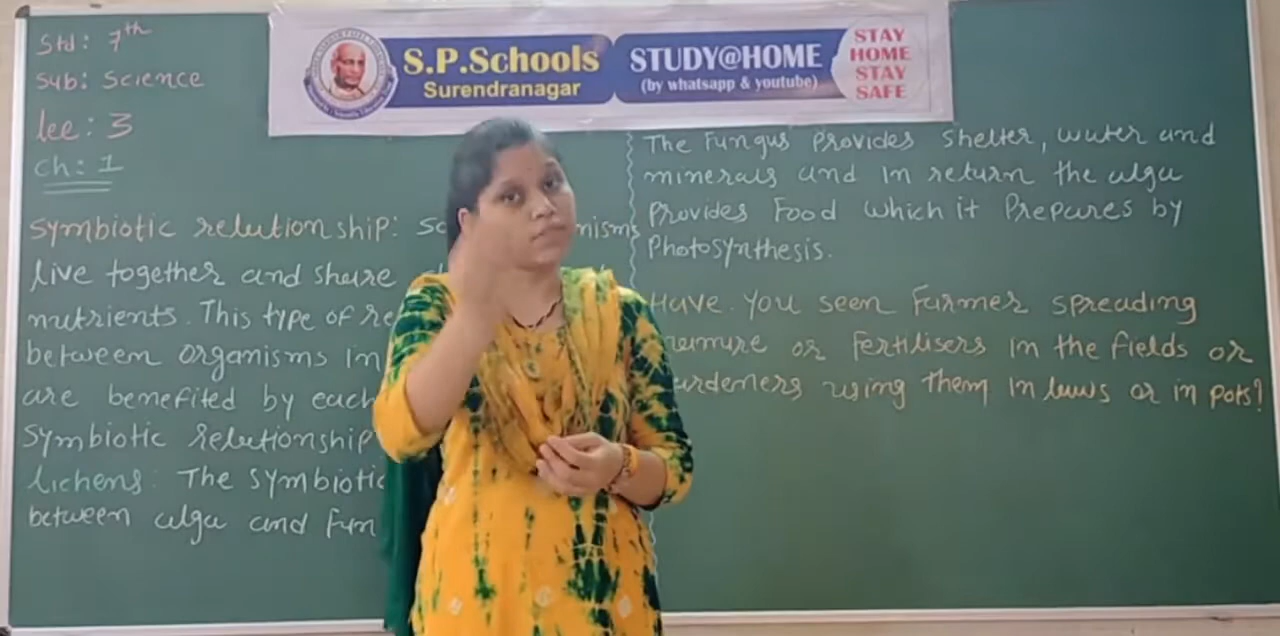 Std: 7th
Sub: Science
lec: 3
Ch: 1
S.P.Schools
Surendranagar
STUDY@HOME
(by whatsapp & youtube)
STAY
HOME
STAY
SAFE
Symbiotic relationship:
live together and share
nutrients. This type of
between organisms in
are benefited by each
Symbiotic relationship
lichens: The symbiotic
between alga and
The Fungus Provides Shelter, water and
minerals and in return the alga
Provides Food which it Prepares by
Photosynthesis.
Have you seen Farmer spreading
or Fertilisers in the fields or
using them in laws or in pots?